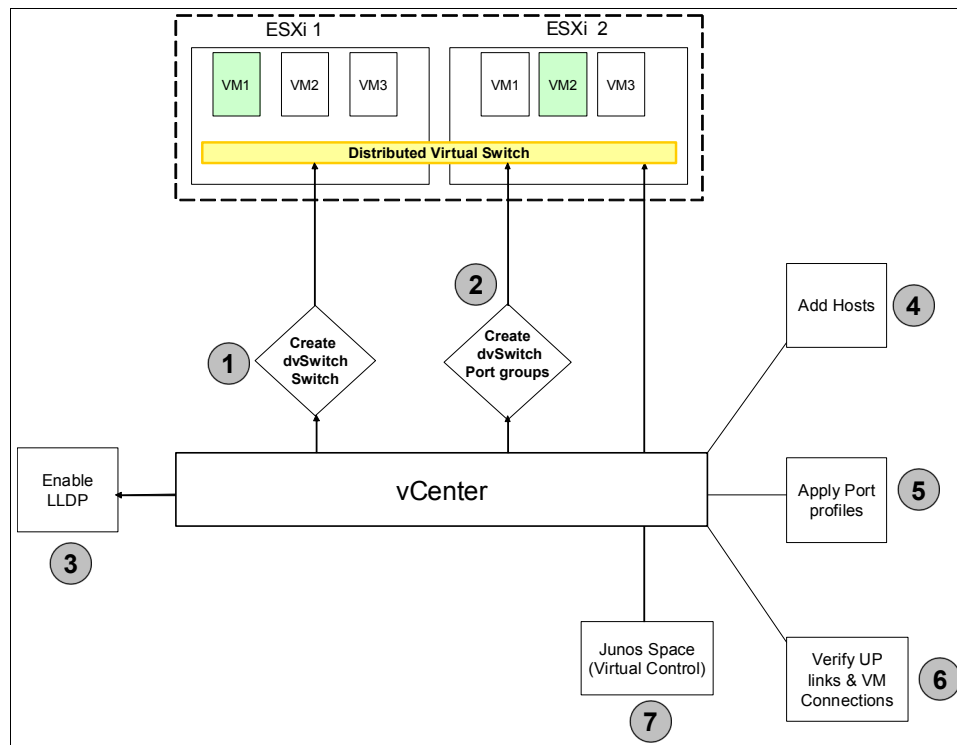 ESXi 1
ESXi 2
VM1
VM2
VM3
VM1
VM2
VM3
Distributed Virtual Switch
2
4
Add Hosts
1
Create
dvSwitch
Switch
Create
dvSwitch
Port groups
Enable
LLDP
3
vCenter
Apply Port
profiles
5
Junos Space
(Virtual Control)
7
Verify UP
links & VM
Connections
6